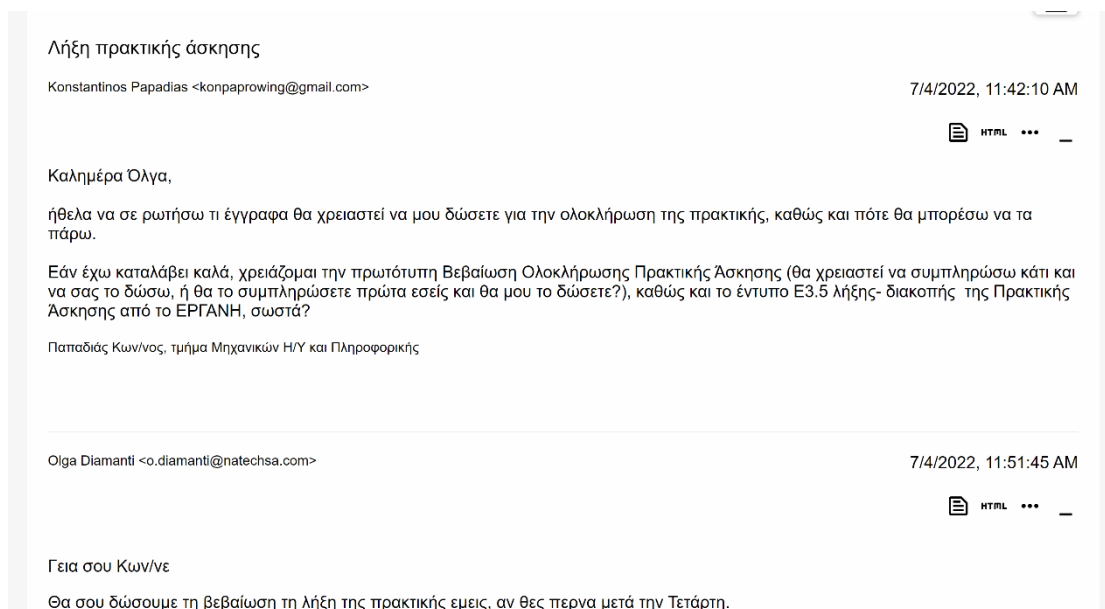 Λήξη πρακτικής άσκησης
Konstantinos Papadias <konpaprowing@gmail.com>
7/4/2022, 11:42:10 AM
HTML
Καλημέρα Όλγα,
ήθελα να σε ρωτήσω τι έγγραφα θα χρειαστεί να μου δώσετε για την ολοκλήρωση της πρακτικής, καθώς και πότε θα μπορέσω να τα
πάρω.
Εάν έχω καταλάβει καλά, χρειάζομαι την πρωτότυπη Βεβαίωση Ολοκλήρωσης Πρακτικής Άσκησης (θα χρειαστεί να συμπληρώσω κάτι και
να σας το δώσω, ή θα το συμπληρώσετε πρώτα εσείς και θα μου το δώσετε?), καθώς και το έντυπο Ε3.5 λήξης- διακοπής της Πρακτικής
Άσκησης από το ΕΡΓΑΝΗ, σωστά?
Παπαδιάς Κων/νος, τμήμα Μηχανικών Η/Υ και Πληροφορικής
Olga Diamanti <o.diamanti@natechsa.com>
7/4/2022, 11:51:45 AM
HTML
Γεια σου Κων/νε
Θα σου δώσουμε τη βεβαίωση τη λήξη της πρακτικής εμεις, αν θες περνα μετά την Τετάρτη.